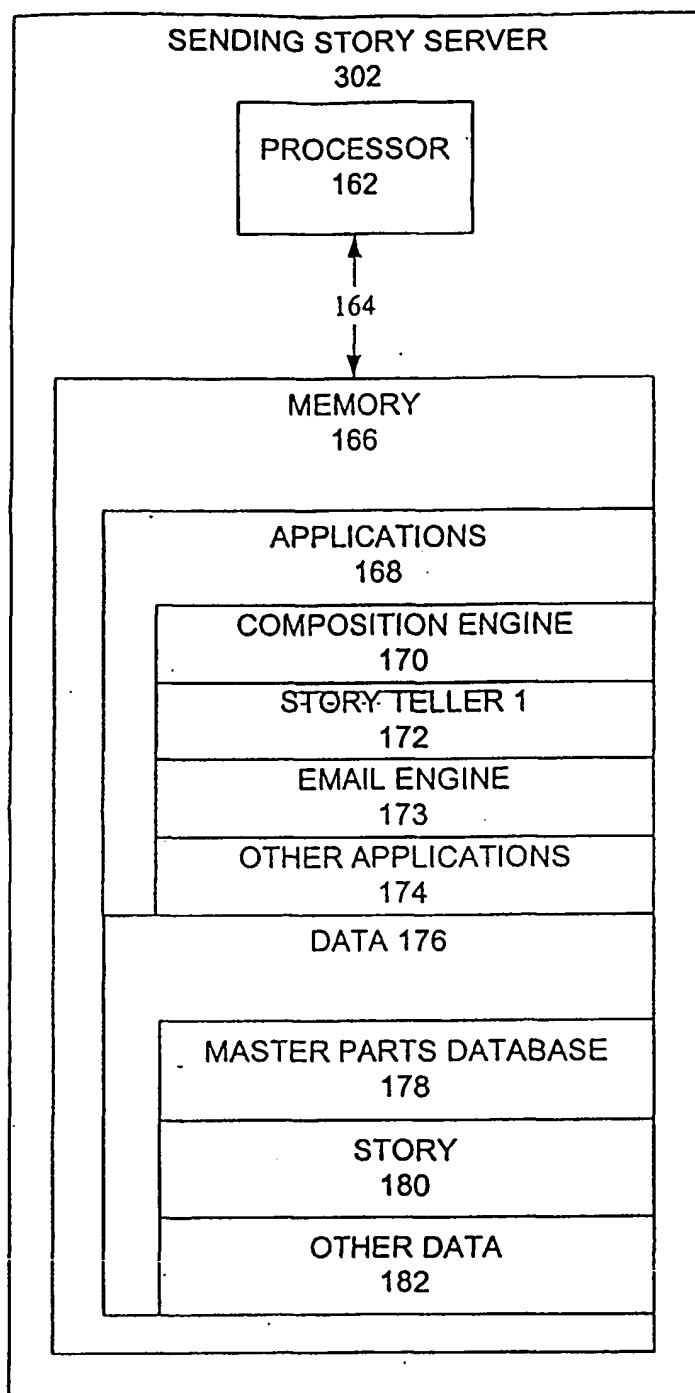 SENDING STORY SERVER
302
PROCESSOR
162
164
MEMORY
166
APPLICATIONS
168
COMPOSITION ENGINE
170
STORY TELLER 1
172
EMAIL ENGINE
173
OTHER APPLICATIONS
174
DATA 176
MASTER PARTS DATABASE
178
STORY
180
OTHER DATA
182